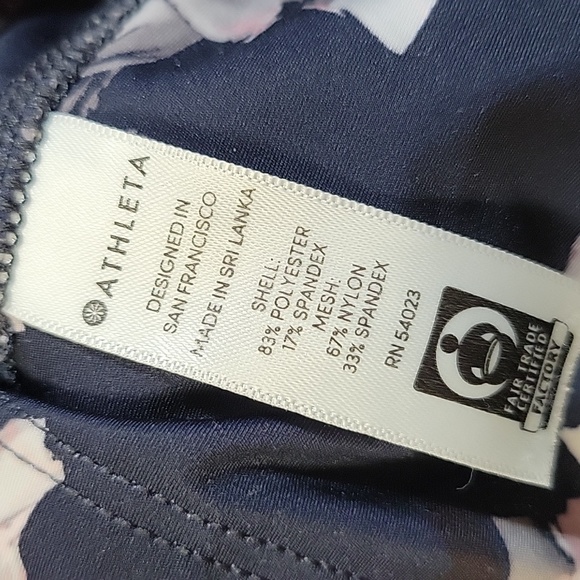 ATHLETA
DESIGNED IN
SAN FRANCISCO
MADE IN SRI LANKA
SHELL:
83% POLYESTER
17% SPANDEX
MESH:
67% NYLON
33% SPANDEX
RN 54023
FAIR TRADE
CERTIFIED
FACTORY